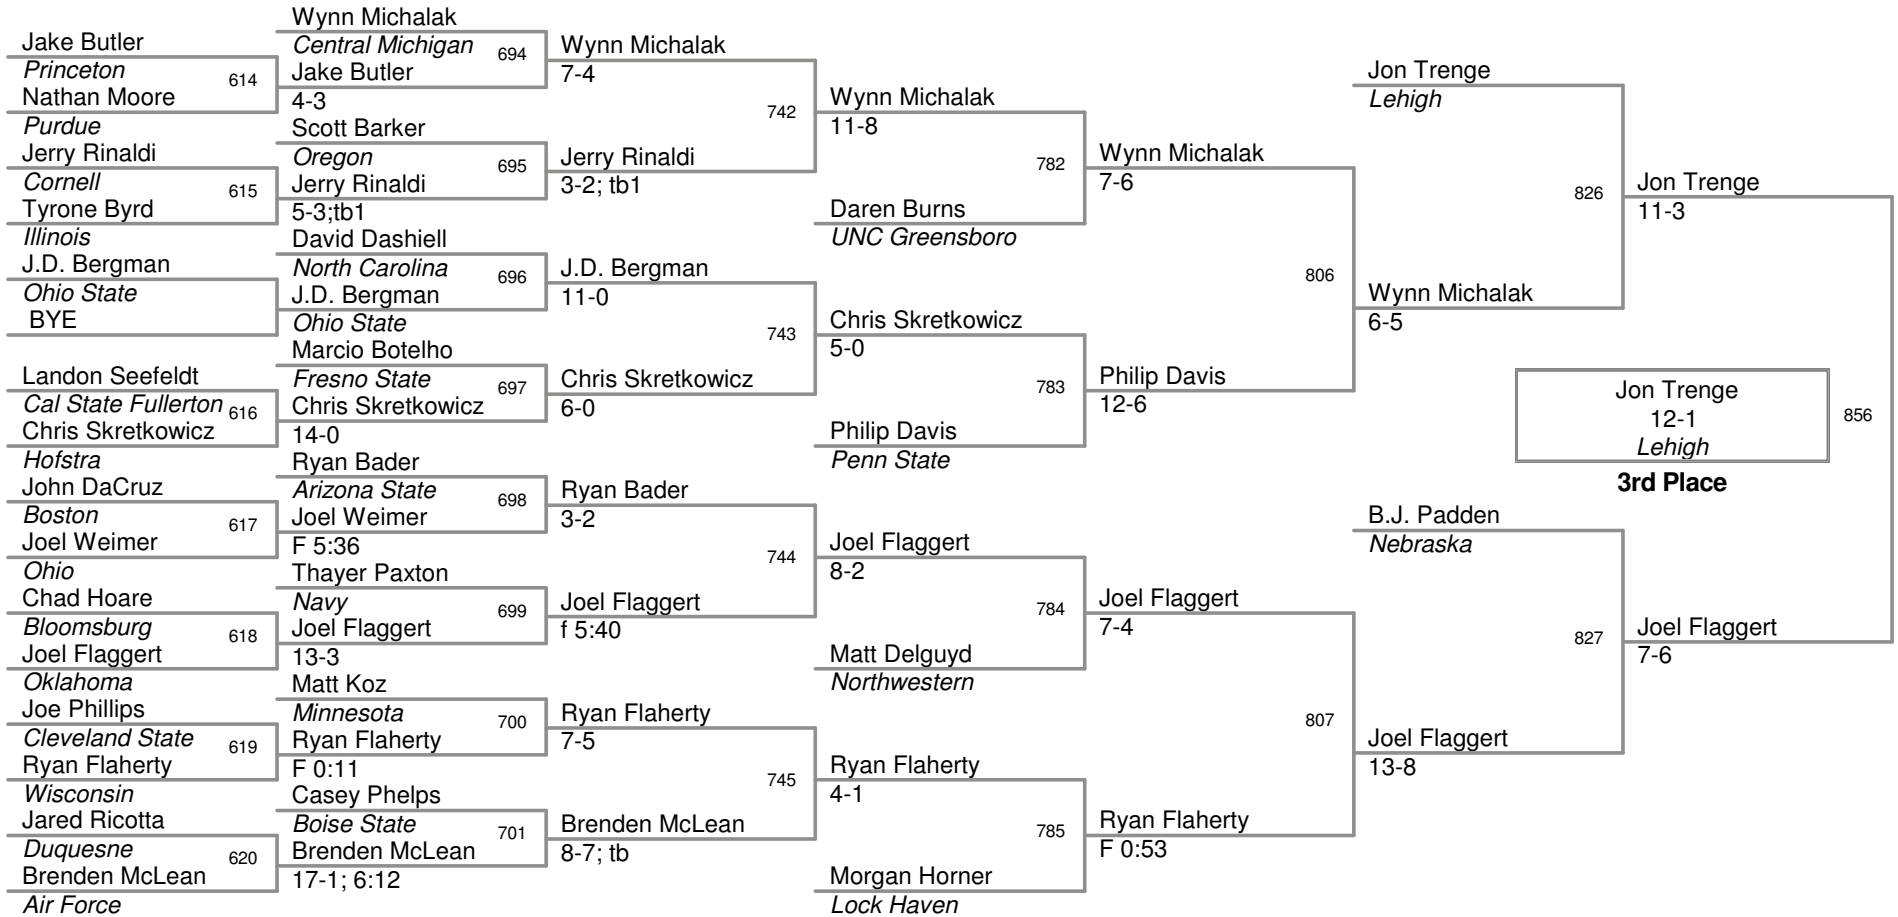 Jake Butler
Princeton
614
Nathan Moore
Purdue
Jerry Rinaldi
Cornell
615
Tyrone Byrd
Illinois
J.D. Bergman
Ohio State
BYE
Landon Seefeldt
Cal State Fullerton
616
Chris Skretkowicz
Hofstra
John DaCruz
Boston
617
Joel Weimer
Ohio
Chad Hoare
Bloomsburg
618
Joel Flaggert
Oklahoma
Joe Phillips
Cleveland State
619
Ryan Flaherty
Wisconsin
Jared Ricotta
Duquesne
620
Brenden McLean
Air Force
Wynn Michalak
Central Michigan
694
Jake Butler
4-3
Scott Barker
Oregon
695
Jerry Rinaldi
5-3;tb1
David Dashiell
North Carolina
696
J.D. Bergman
Ohio State
Marcio Botelho
Fresno State
697
Chris Skretkowicz
14-0
Ryan Bader
Arizona State
698
Joel Weimer
F 5:36
Thayer Paxton
Navy
699
Joel Flaggert
13-3
Matt Koz
Minnesota
700
Ryan Flaherty
F 0:11
Casey Phelps
Boise State
701
Brenden McLean
17-1; 6:12
Wynn Michalak
7-4
742
Jerry Rinaldi
3-2; tb1
J.D. Bergman
11-0
743
Chris Skretkowicz
6-0
Ryan Bader
3-2
744
Joel Flaggert
f 5:40
Ryan Flaherty
7-5
745
Brenden McLean
8-7; tb
Wynn Michalak
11-8
782
Daren Burns
UNC Greensboro
Chris Skretkowicz
5-0
783
Philip Davis
Penn State
Joel Flaggert
8-2
784
Matt Delguyd
Northwestern
Ryan Flaherty
4-1
785
Morgan Horner
Lock Haven
Wynn Michalak
7-6
806
Philip Davis
12-6
Joel Flaggert
7-4
807
Ryan Flaherty
F 0:53
Jon Trenge
Lehigh
826
Wynn Michalak
6-5
B.J. Padden
Nebraska
827
Joel Flaggert
13-8
Jon Trenge
11-3
856
Joel Flaggert
7-6
Jon Trenge
12-1
Lehigh
3rd Place